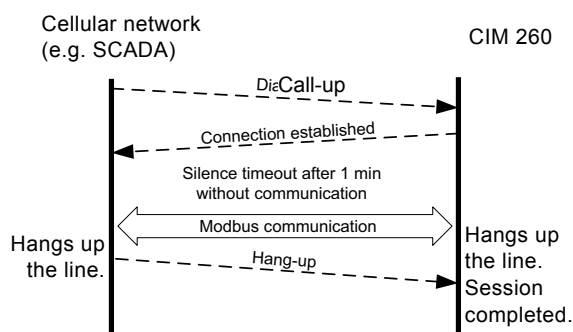 Cellular network
(e.g. SCADA)
CIM 260
Call-up
Connection established
Silence timeout after 1 min
without communication
Modbus communication
Hangs up
the line.
Hang-up
Hangs up
the line.
Session
completed.